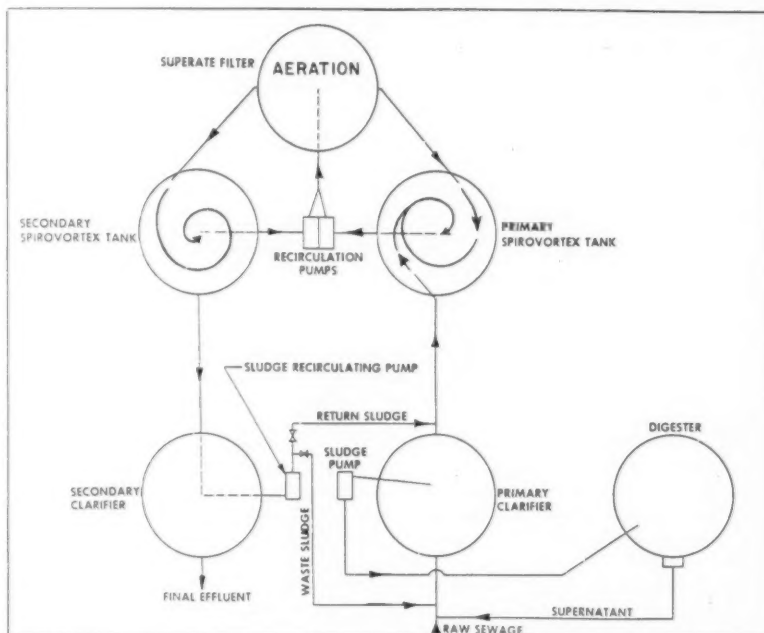 SUPERATE FILTER
AERATION
SECONDARY
SPIROVORTEX TANK
RECIRCULATION
PUMPS
PRIMARY
SPIROVORTEX TANK
SLUDGE RECIRCULATING PUMP
RETURN SLUDGE
SLUDGE
PUMP
DIGESTER
SECONDARY
CLARIFIER
PRIMARY
CLARIFIER
WASTE SLUDGE
FINAL EFFLUENT
SUPERNATANT
RAW SEWAGE